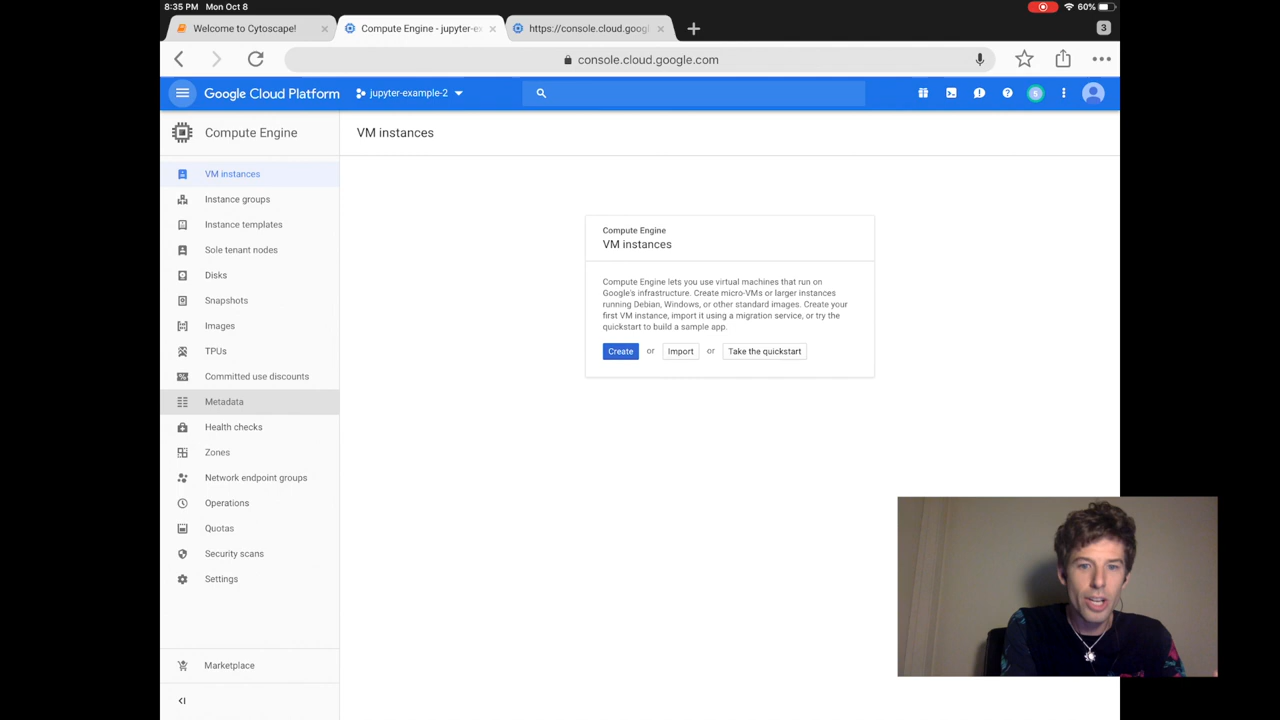 8:35 PM Mon Oct 8
60%
Welcome to Cytoscape!
Compute Engine - jupyter-ex
https://console.cloud.googl
3
console.cloud.google.com
Google Cloud Platform
jupyter-example-2
5
Compute Engine
VM instances
VM instances
Instance groups
Instance templates
Sole tenant nodes
Disks
Snapshots
Images
TPUs
Committed use discounts
Metadata
Health checks
Zones
Network endpoint groups
Operations
Quotas
Security scans
Settings
Marketplace
Compute Engine
VM instances
Compute Engine lets you use virtual machines that run on
Google's infrastructure. Create micro-VMs or larger instances
running Debian, Windows, or other standard images. Create your
first VM instance, import it using a migration service, or try the
quickstart to build a sample app.
Create or Import or Take the quickstart